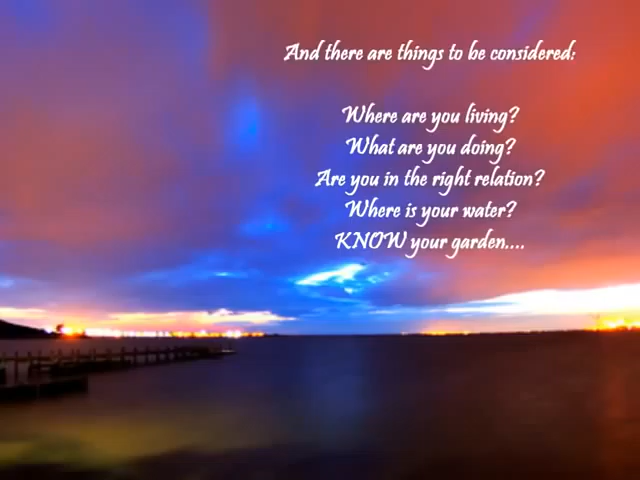 And there are things to be considered:
Where are you living?
What are you doing?
Are you in the right relation?
Where is your water?
KNOW your garden....